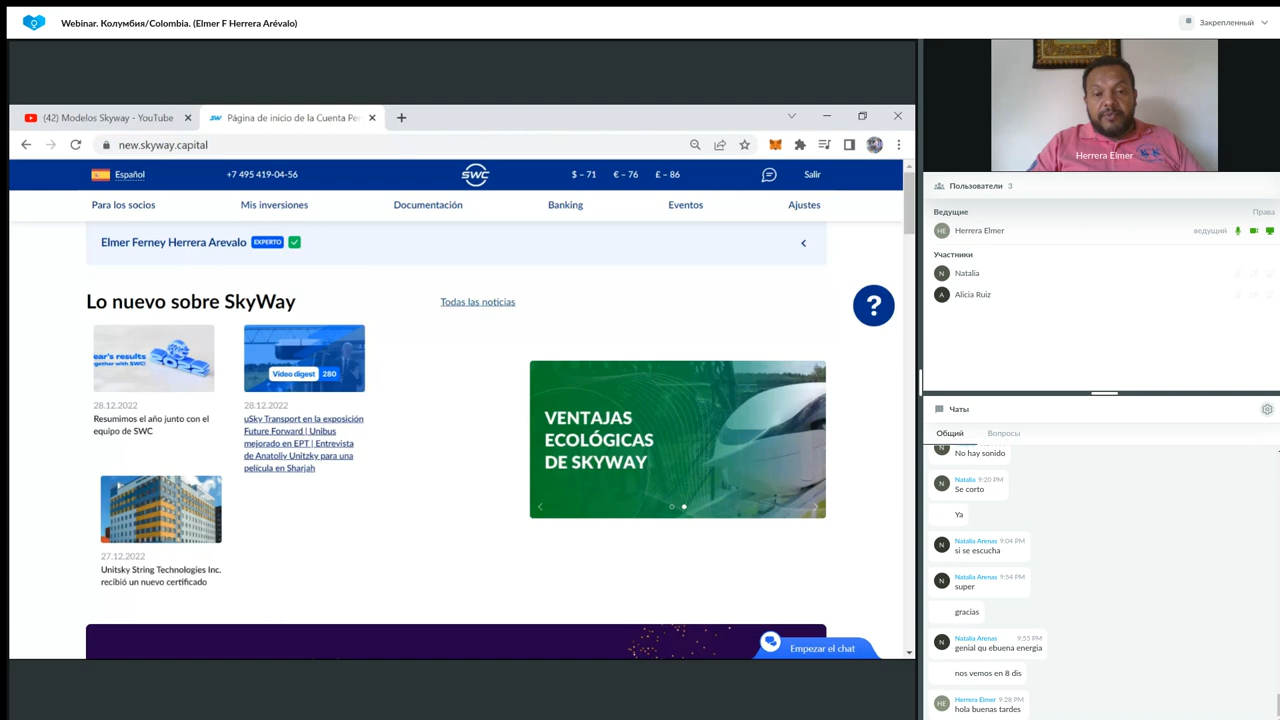 Webinar. Колумбия/Colombia. (Elmer F Herrera Arévalo)
Закрепленный
(42) Modelos Skyway - YouTube
Página de inicio de la Cuenta Pe
new.skyway.capital
Español
+7 495 419-04-56
SWC
$ – 71
€ – 76
£ – 86
Salir
Para los socios
Mis inversiones
Documentación
Banking
Eventos
Ajustes
Elmer Ferney Herrera Arevalo
EXPERTO
Lo nuevo sobre SkyWay
Todas las noticias
ear's results
gether with SWC!
28.12.2022
Resumimos el año junto con el
equipo de SWC
Video digest 280
28.12.2022
uSky Transport en la exposición
Future Forward | Unibus
mejorado en EPT | Entrevista
de Anatoliy Unitzky para una
película en Sharjah
27.12.2022
Unitsky String Technologies Inc.
recibió un nuevo certificado
VENTAJAS
ECOLÓGICAS
DE SKYWAY
?
Empezar el chat
Herrera Elmer
Пользователи 3
Ведущие
Права
HE
Herrera Elmer
ведущий
Участники
N
Natalia
A
Alicia Ruiz
Чаты
Общий
Вопросы
N
No hay sonido
N
Natalia 9:20 PM
Se corto
Ya
N
Natalia Arenas 9:04 PM
si se escucha
N
Natalia Arenas 9:54 PM
super
gracias
N
Natalia Arenas 9:55 PM
genial qu ebuena energia
nos vemos en 8 dis
HE
Herrera Elmer 9:28 PM
hola buenas tardes